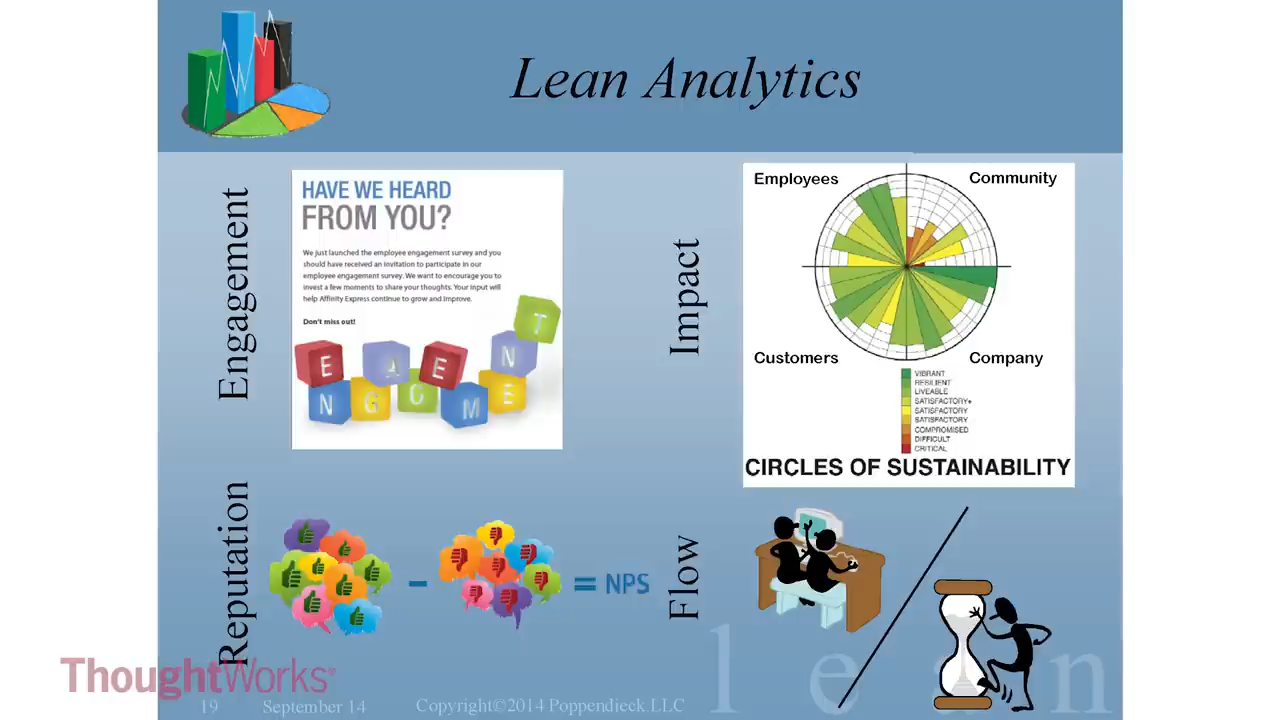 Lean Analytics
Engagement
HAVE WE HEARD
FROM YOU?
We just launched the employee engagement survey and you
should have received an invitation to participate in our
employee engagement survey. We want to encourage you to
invest a few moments to share your thoughts. Your input will
help Affinity Express continue to grow and improve.
Don't miss out!
E N G A G E M E N T
Impact
Employees
Community
Customers
Company
VIBRANT
RESILIENT
LIVEABLE
SATISFACTORY+
SATISFACTORY
SATISFACTORY
COMPROMISED
DIFFICULT
CRITICAL
CIRCLES OF SUSTAINABILITY
Reputation
– = NPS
Flow
/
lean
ThoughtWorks®
19 September 14 Copyright©2014 Poppendieck.LLC